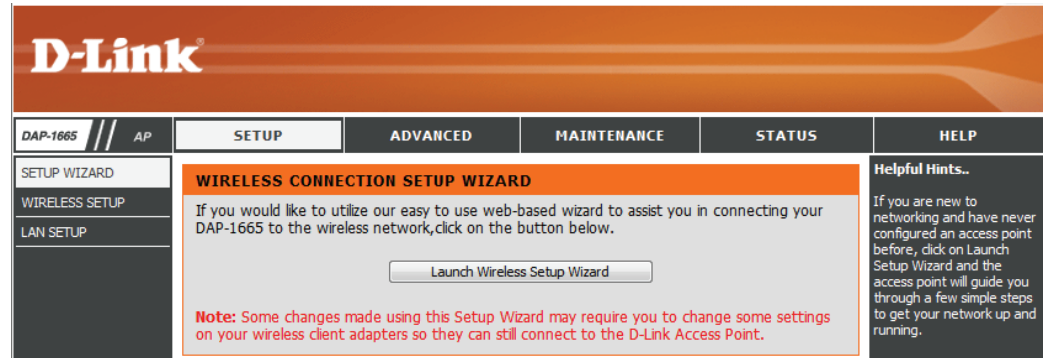 D-Link®
DAP-1665 // AP
SETUP
ADVANCED
MAINTENANCE
STATUS
HELP
SETUP WIZARD
WIRELESS SETUP
LAN SETUP
WIRELESS CONNECTION SETUP WIZARD
If you would like to utilize our easy to use web-based wizard to assist you in connecting your
DAP-1665 to the wireless network,click on the button below.
Launch Wireless Setup Wizard
Note: Some changes made using this Setup Wizard may require you to change some settings
on your wireless client adapters so they can still connect to the D-Link Access Point.
Helpful Hints..
If you are new to
networking and have never
configured an access point
before, click on Launch
Setup Wizard and the
access point will guide you
through a few simple steps
to get your network up and
running.